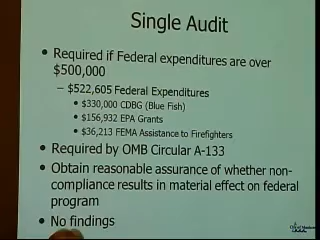 Single Audit
• Required if Federal expenditures are over
$500,000
– $522,605 Federal Expenditures
• $330,000 CDBG (Blue Fish)
• $156,932 EPA Grants
• $36,213 FEMA Assistance to Firefighters
• Required by OMB Circular A-133
• Obtain reasonable assurance of whether non-
compliance results in material effect on federal
program
• No findings